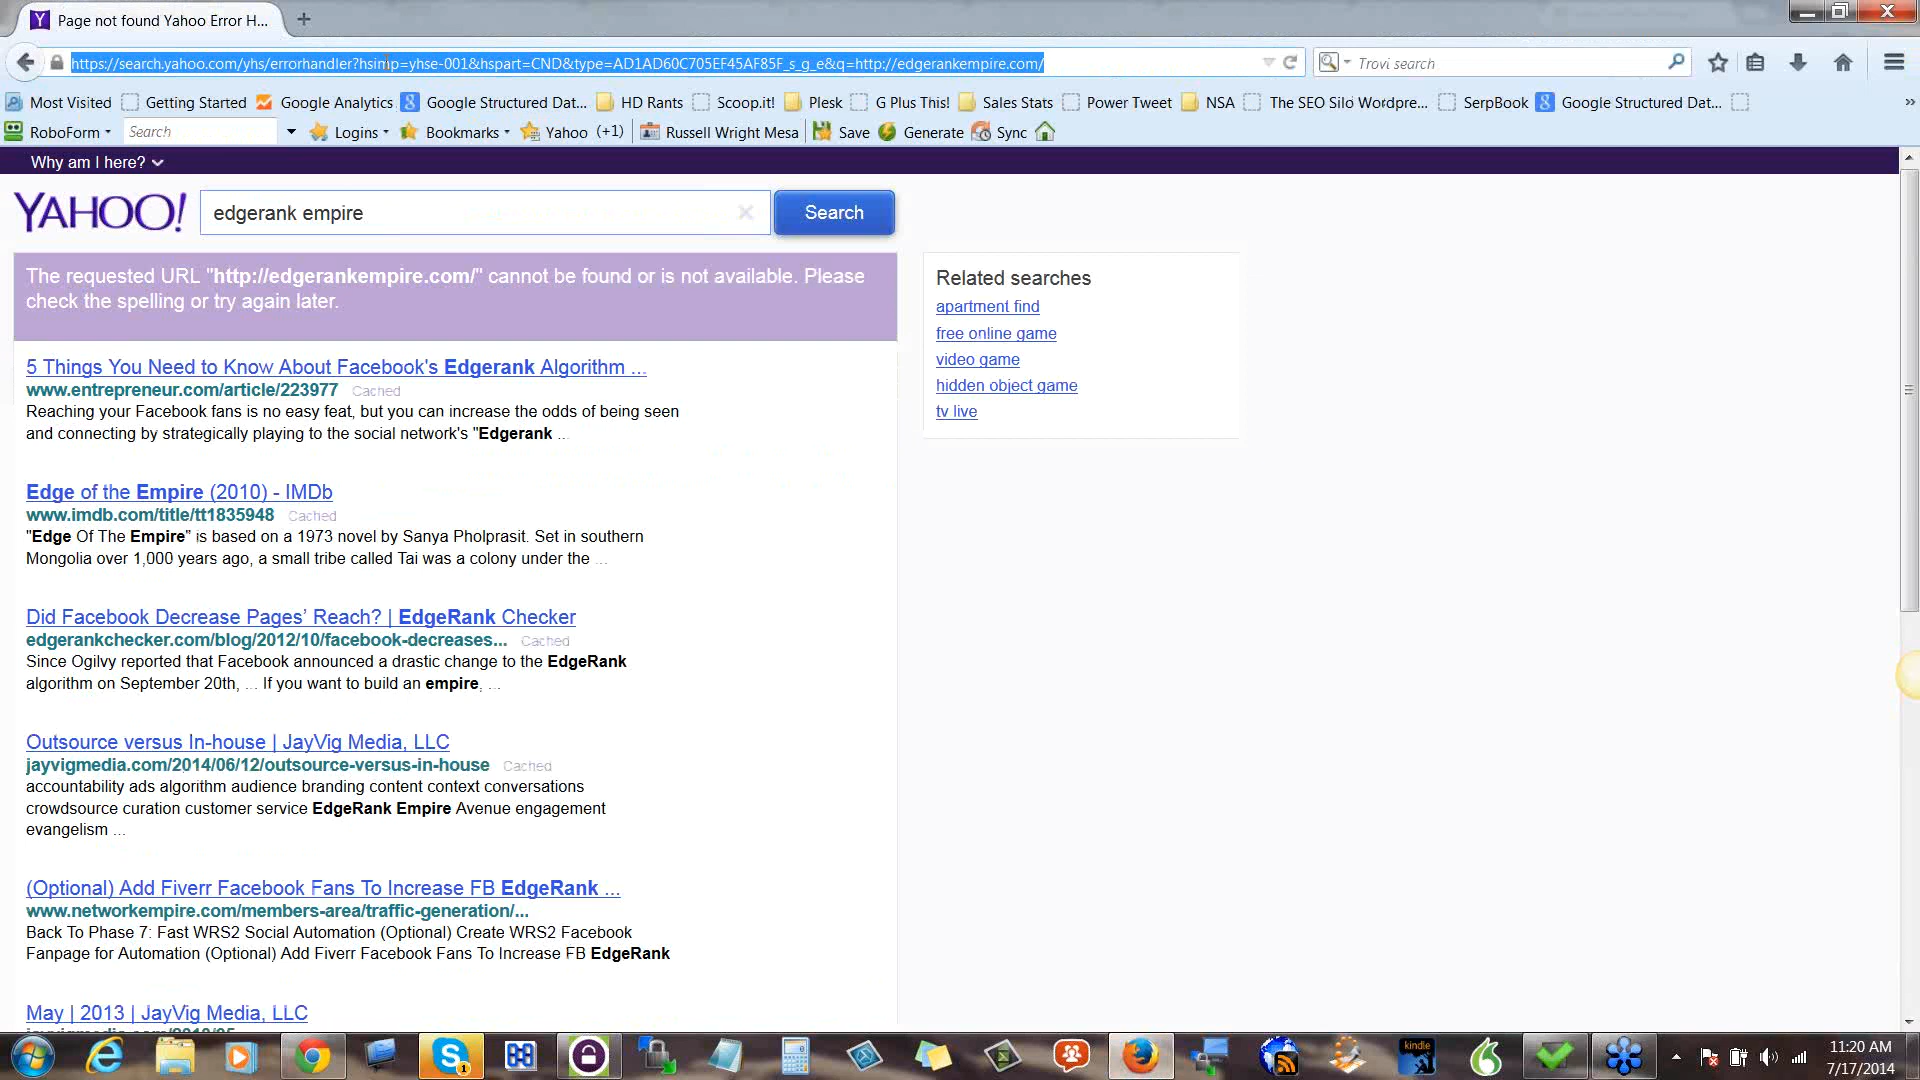 Page not found Yahoo Error H...
https://search.yahoo.com/yhs/errorhandler?hsimp=yhse-001&hspart=CND&type=AD1AD60C705EF45AF85F_s_g_e&q=http://edgerankempire.com/
Trovi search
Most Visited Getting Started Google Analytics Google Structured Dat... HD Rants Scoop.it! Plesk G Plus This! Sales Stats Power Tweet NSA The SEO Silo Wordpre... SerpBook Google Structured Dat... »
RoboForm Search Logins Bookmarks Yahoo (+1) Russell Wright Mesa Save Generate Sync
Why am I here?
YAHOO! edgerank empire Search
The requested URL "http://edgerankempire.com/" cannot be found or is not available. Please
check the spelling or try again later.
5 Things You Need to Know About Facebook's Edgerank Algorithm ...
www.entrepreneur.com/article/223977 Cached
Reaching your Facebook fans is no easy feat, but you can increase the odds of being seen
and connecting by strategically playing to the social network's "Edgerank ...
Edge of the Empire (2010) - IMDb
www.imdb.com/title/tt1835948 Cached
"Edge Of The Empire" is based on a 1973 novel by Sanya Pholprasit. Set in southern
Mongolia over 1,000 years ago, a small tribe called Tai was a colony under the ...
Did Facebook Decrease Pages’ Reach? | EdgeRank Checker
edgerankchecker.com/blog/2012/10/facebook-decreases... Cached
Since Ogilvy reported that Facebook announced a drastic change to the EdgeRank
algorithm on September 20th, ... If you want to build an empire, ...
Outsource versus In-house | JayVig Media, LLC
jayvigmedia.com/2014/06/12/outsource-versus-in-house Cached
accountability ads algorithm audience branding content context conversations
crowdsource curation customer service EdgeRank Empire Avenue engagement
evangelism ...
(Optional) Add Fiverr Facebook Fans To Increase FB EdgeRank ...
www.networkempire.com/members-area/traffic-generation/...
Back To Phase 7: Fast WRS2 Social Automation (Optional) Create WRS2 Facebook
Fanpage for Automation (Optional) Add Fiverr Facebook Fans To Increase FB EdgeRank
May | 2013 | JayVig Media, LLC
Related searches
apartment find
free online game
video game
hidden object game
tv live
kindle
11:20 AM
7/17/2014